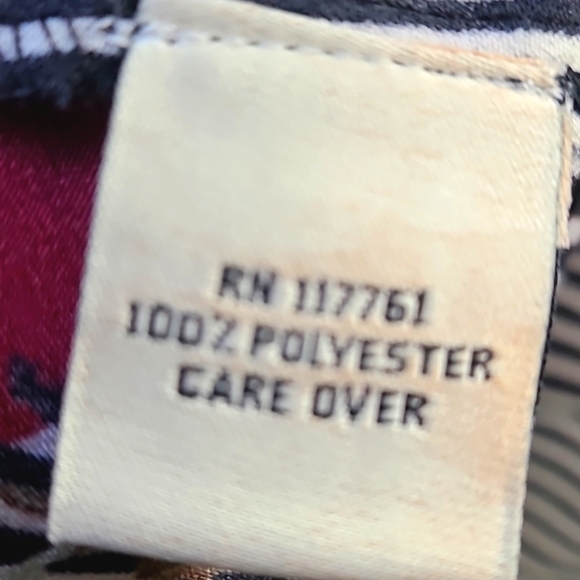 RN 117761
100% POLYESTER
CARE OVER